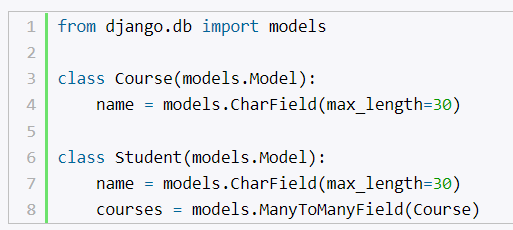 1 from django.db import models
2
3 class Course(models.Model):
4     name = models.CharField(max_length=30)
5
6 class Student(models.Model):
7     name = models.CharField(max_length=30)
8     courses = models.ManyToManyField(Course)